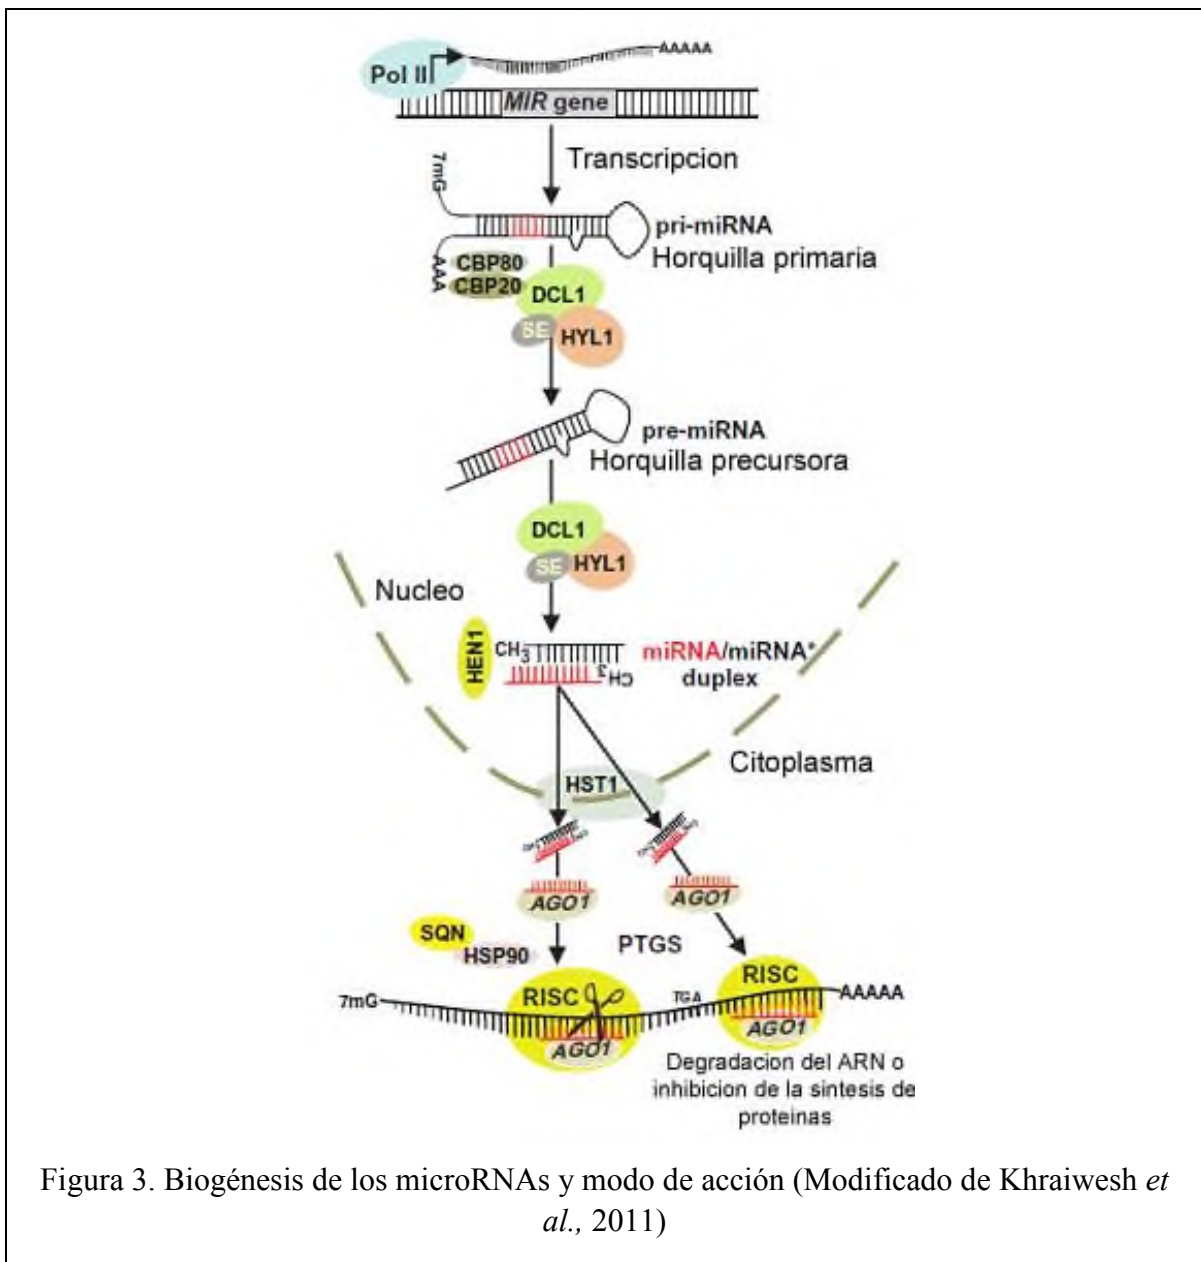 AAAAA
Pol II
MIR gene
Transcripcion
7mG
pri-miRNA
Horquilla primaria
AAA
CBP80
CBP20
DCL1
SE
HYL1
pre-miRNA
Horquilla precursora
DCL1
SE
HYL1
Nucleo
HEN1
CH3
CH3
miRNA/miRNA*
duplex
Citoplasma
HST1
AGO1
AGO1
SQN
HSP90
PTGS
RISC
RISC
7mG
TGA
AAAAA
AGO1
AGO1
Degradacion del ARN o
inhibicion de la sintesis de
proteinas
Figura 3. Biogénesis de los microRNAs y modo de acción (Modificado de Khraiwesh et
al., 2011)